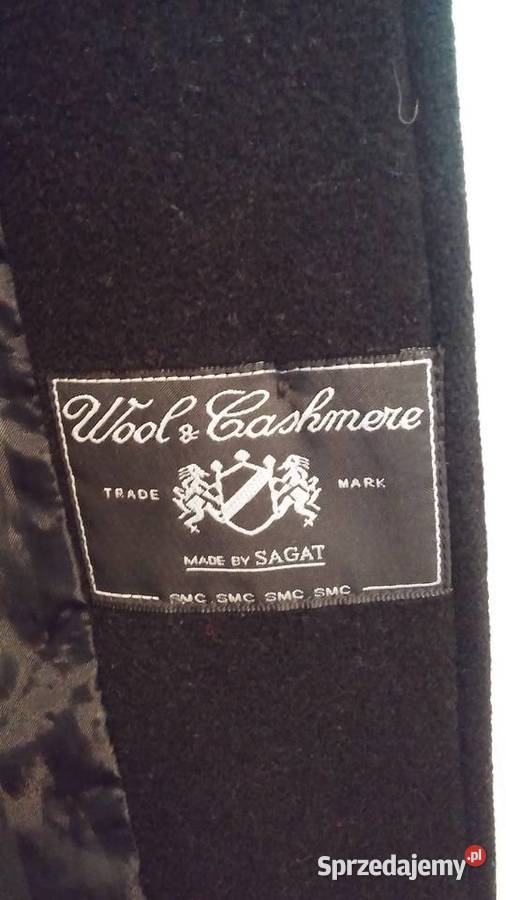 Wool & Cashmere
TRADE MARK
MADE BY SAGAT
SMC SMC SMC SMC
Sprzedajemy.pl